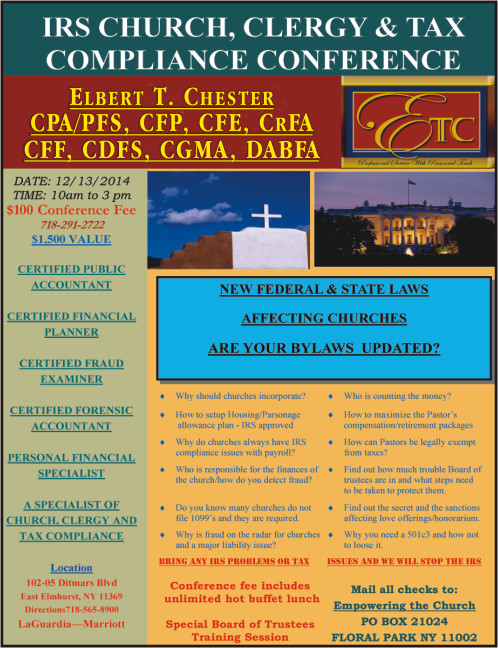 IRS CHURCH, CLERGY & TAX
COMPLIANCE CONFERENCE
ELBERT T. CHESTER
CPA/PFS, CFP, CFE, CRFA
CFF, CDFS, CGMA, DABFA
ETC
Professional Service With Personal Touch
DATE: 12/13/2014
TIME: 10am to 3 pm
$100 Conference Fee
718-291-2722
$1,500 VALUE
CERTIFIED PUBLIC
ACCOUNTANT
CERTIFIED FINANCIAL
PLANNER
CERTIFIED FRAUD
EXAMINER
CERTIFIED FORENSIC
ACCOUNTANT
PERSONAL FINANCIAL
SPECIALIST
A SPECIALIST OF
CHURCH, CLERGY AND
TAX COMPLIANCE
Location
102-05 Ditmars Blvd
East Elmhurst, NY 11369
Directions718-565-8900
LaGuardia—Marriott
NEW FEDERAL & STATE LAWS
AFFECTING CHURCHES
ARE YOUR BYLAWS UPDATED?
♦ Why should churches incorporate?
♦ How to setup Housing/Parsonage
allowance plan - IRS approved
♦ Why do churches always have IRS
compliance issues with payroll?
♦ Who is responsible for the finances of
the church/how do you detect fraud?
♦ Do you know many churches do not
file 1099's and they are required.
♦ Why is fraud on the radar for churches
and a major liability issue?
♦ Who is counting the money?
♦ How to maximize the Pastor's
compensation/retirement packages
♦ How can Pastors be legally exempt
from taxes?
♦ Find out how much trouble Board of
trustees are in and what steps need
to be taken to protect them.
♦ Find out the secret and the sanctions
affecting love offerings/honorarium.
♦ Why you need a 501c3 and how not
to loose it.
BRING ANY IRS PROBLEMS OR TAX ISSUES AND WE WILL STOP THE IRS
Conference fee includes
unlimited hot buffet lunch
Special Board of Trustees
Training Session
Mail all checks to:
Empowering the Church
PO BOX 21024
FLORAL PARK NY 11002